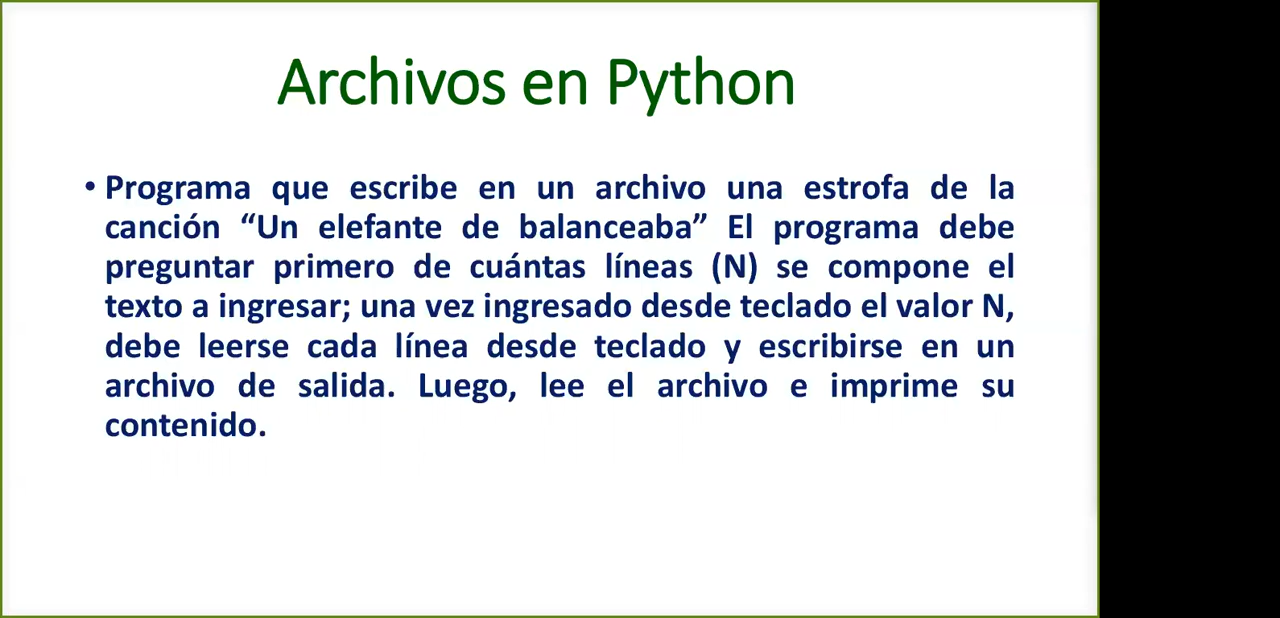 Archivos en Python
• Programa que escribe en un archivo una estrofa de la
canción “Un elefante de balanceaba” El programa debe
preguntar primero de cuántas líneas (N) se compone el
texto a ingresar; una vez ingresado desde teclado el valor N,
debe leerse cada línea desde teclado y escribirse en un
archivo de salida. Luego, lee el archivo e imprime su
contenido.